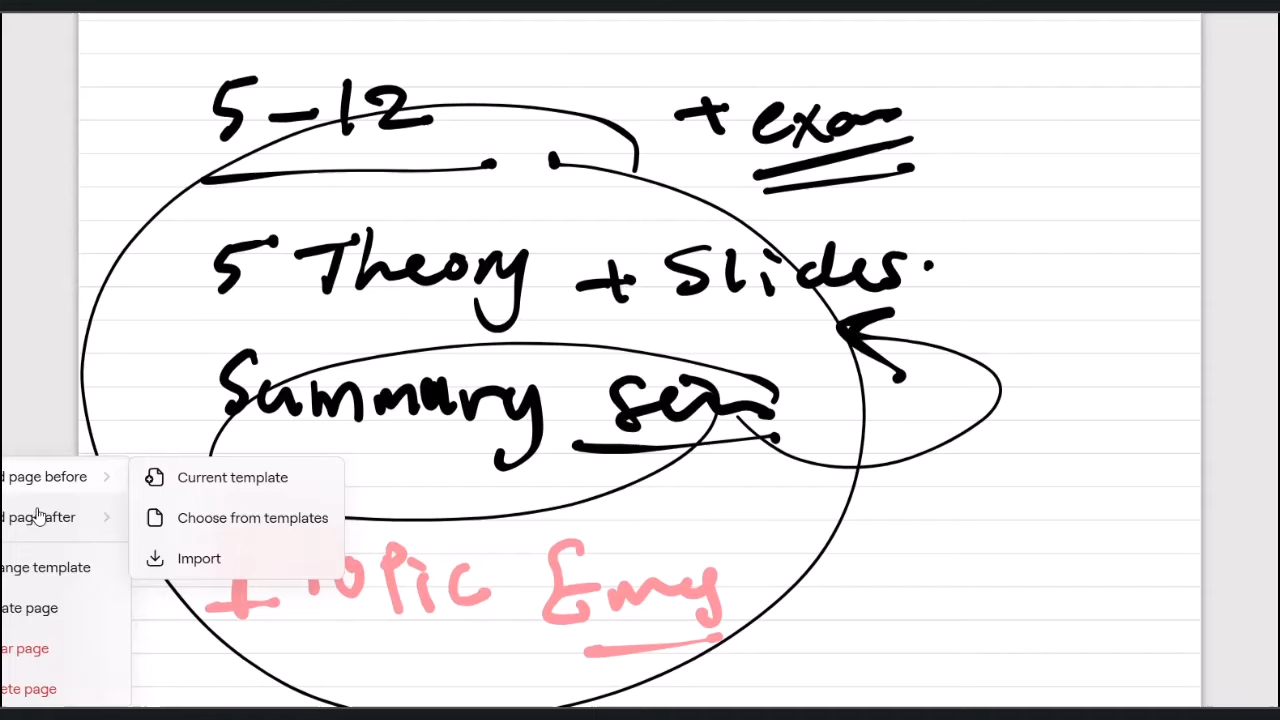 5-12 + exam
5 Theory + Slides.
Summary
+ Topic
d page before
d page after
ange template
ate page
ar page
ete page
Current template
Choose from templates
Import